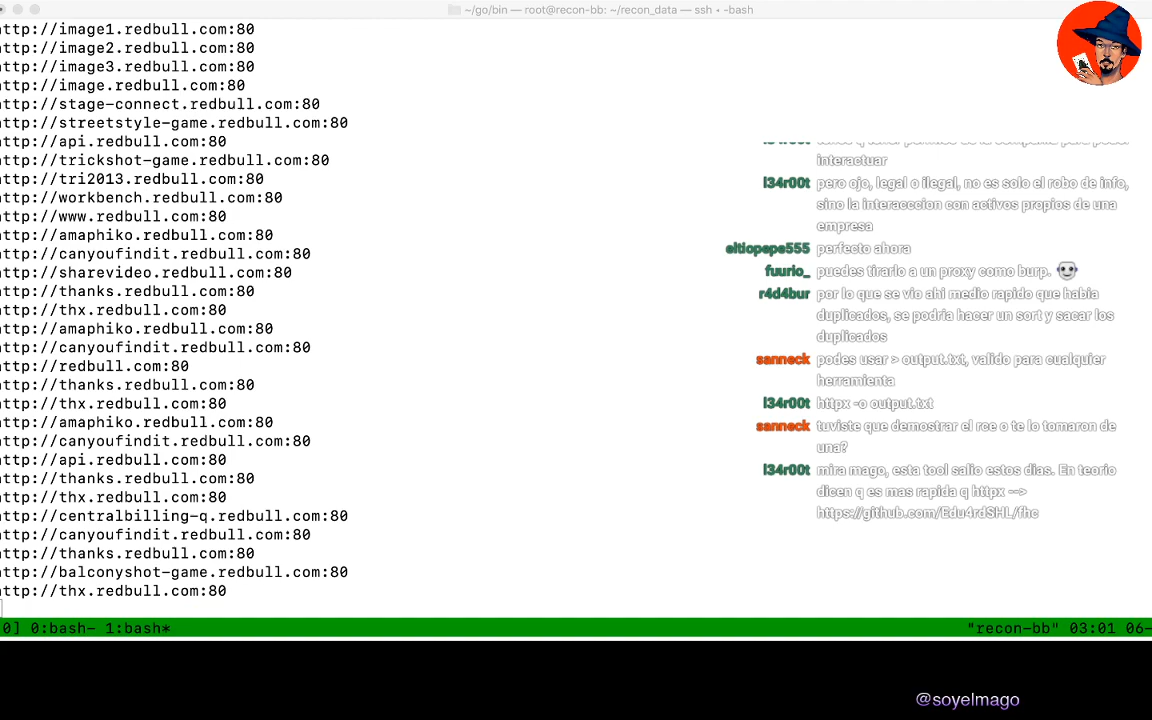 ~/go/bin — root@recon-bb: ~/recon_data — ssh • -bash
ttp://image1.redbull.com:80
ttp://image2.redbull.com:80
ttp://image3.redbull.com:80
ttp://image.redbull.com:80
ttp://stage-connect.redbull.com:80
ttp://streetstyle-game.redbull.com:80
ttp://api.redbull.com:80
ttp://trickshot-game.redbull.com:80
ttp://tri2013.redbull.com:80
ttp://workbench.redbull.com:80
ttp://www.redbull.com:80
ttp://amaphiko.redbull.com:80
ttp://canyoufindit.redbull.com:80
ttp://sharevideo.redbull.com:80
ttp://thanks.redbull.com:80
ttp://thx.redbull.com:80
ttp://amaphiko.redbull.com:80
ttp://canyoufindit.redbull.com:80
ttp://redbull.com:80
ttp://thanks.redbull.com:80
ttp://thx.redbull.com:80
ttp://amaphiko.redbull.com:80
ttp://canyoufindit.redbull.com:80
ttp://api.redbull.com:80
ttp://thanks.redbull.com:80
ttp://thx.redbull.com:80
ttp://centralbilling-q.redbull.com:80
ttp://canyoufindit.redbull.com:80
ttp://thanks.redbull.com:80
ttp://balconyshot-game.redbull.com:80
ttp://thx.redbull.com:80
0] 0:bash- 1:bash* "recon-bb" 03:01 06-
interactuar
l34r00t pero ojo, legal o ilegal, no es solo el robo de info,
sino la interaccecion con activos propios de una
empresa
eltiopepe555 perfecto ahora
fuurio_ puedes tirarlo a un proxy como burp.
r4d4bur por lo que se vio ahi medio rapido que habia
duplicados, se podria hacer un sort y sacar los
duplicados
sanneck podes usar > output.txt, valido para cualquier
herramienta
l34r00t httpx -o output.txt
sanneck tuviste que demostrar el rce o te lo tomaron de
una?
l34r00t mira mago, esta tool salio estos dias. En teorio
dicen q es mas rapida q httpx -->
https://github.com/Edu4rdSHL/fhc
@soyelmago